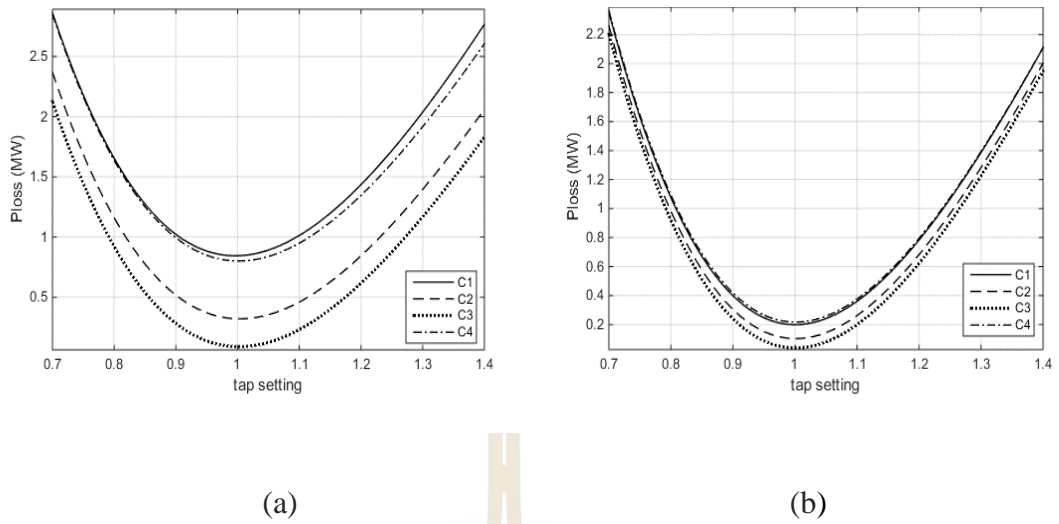 2.5
2
1.5
1
0.5
Ploss (MW)
0.7 0.8 0.9 1 1.1 1.2 1.3 1.4
tap setting
C1
C2
C3
C4
2.2
2
1.8
1.6
1.4
1.2
1
0.8
0.6
0.4
0.2
Ploss (MW)
0.7 0.8 0.9 1 1.1 1.2 1.3 1.4
tap setting
C1
C2
C3
C4
(a) (b)